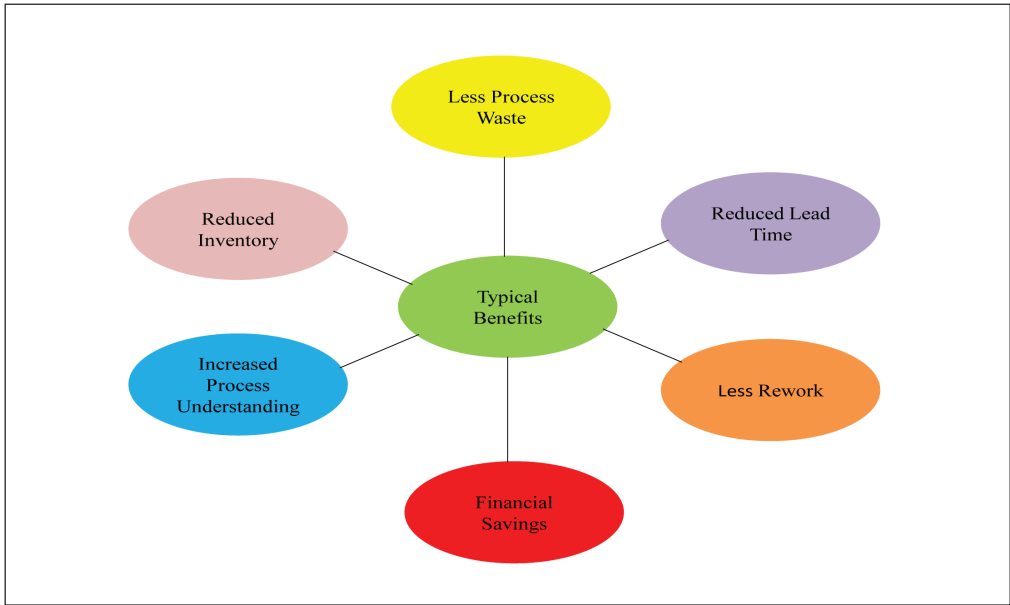 Less Process
Waste
Reduced Lead
Time
Reduced
Inventory
Typical
Benefits
Increased
Process
Understanding
Less Rework
Financial
Savings